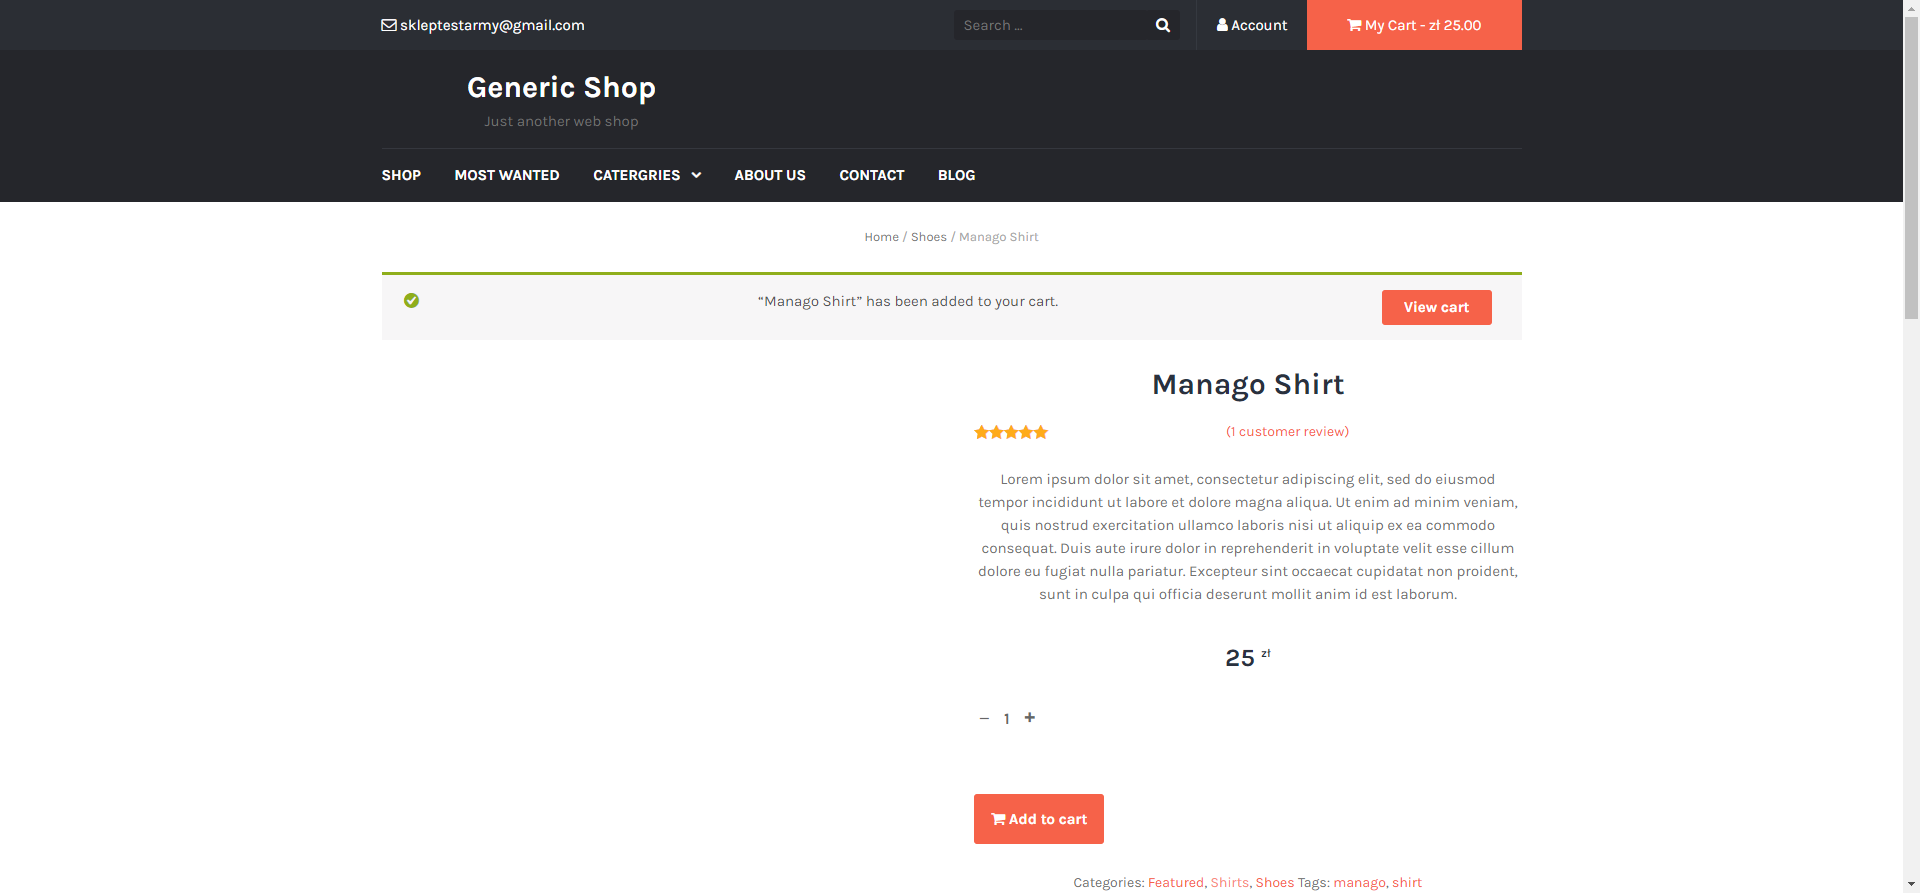 skleptestarmy@gmail.com
Search ...
Account
My Cart - zł 25.00
Generic Shop
Just another web shop
SHOP
MOST WANTED
CATERGRIES
ABOUT US
CONTACT
BLOG
Home / Shoes / Manago Shirt
“Manago Shirt” has been added to your cart.
View cart
Manago Shirt
(1 customer review)
Lorem ipsum dolor sit amet, consectetur adipiscing elit, sed do eiusmod
tempor incididunt ut labore et dolore magna aliqua. Ut enim ad minim veniam,
quis nostrud exercitation ullamco laboris nisi ut aliquip ex ea commodo
consequat. Duis aute irure dolor in reprehenderit in voluptate velit esse cillum
dolore eu fugiat nulla pariatur. Excepteur sint occaecat cupidatat non proident,
sunt in culpa qui officia deserunt mollit anim id est laborum.
25 zł
− 1 +
Add to cart
Categories: Featured, Shirts, Shoes Tags: manago, shirt